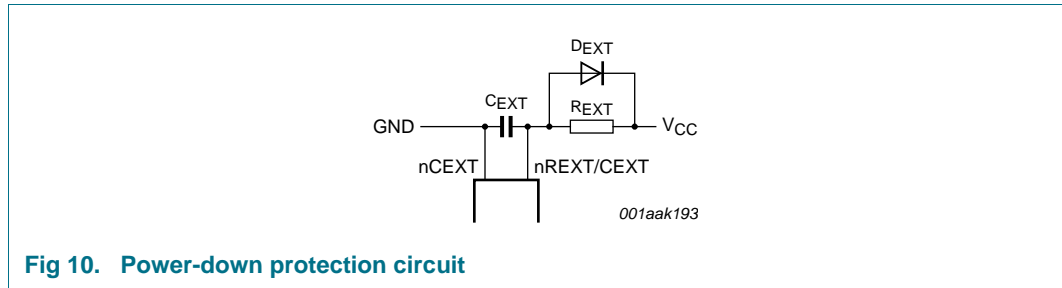 DEXT
CEXT
REXT
GND
VCC
nCEXT
nREXT/CEXT
001aak193
Fig 10. Power-down protection circuit